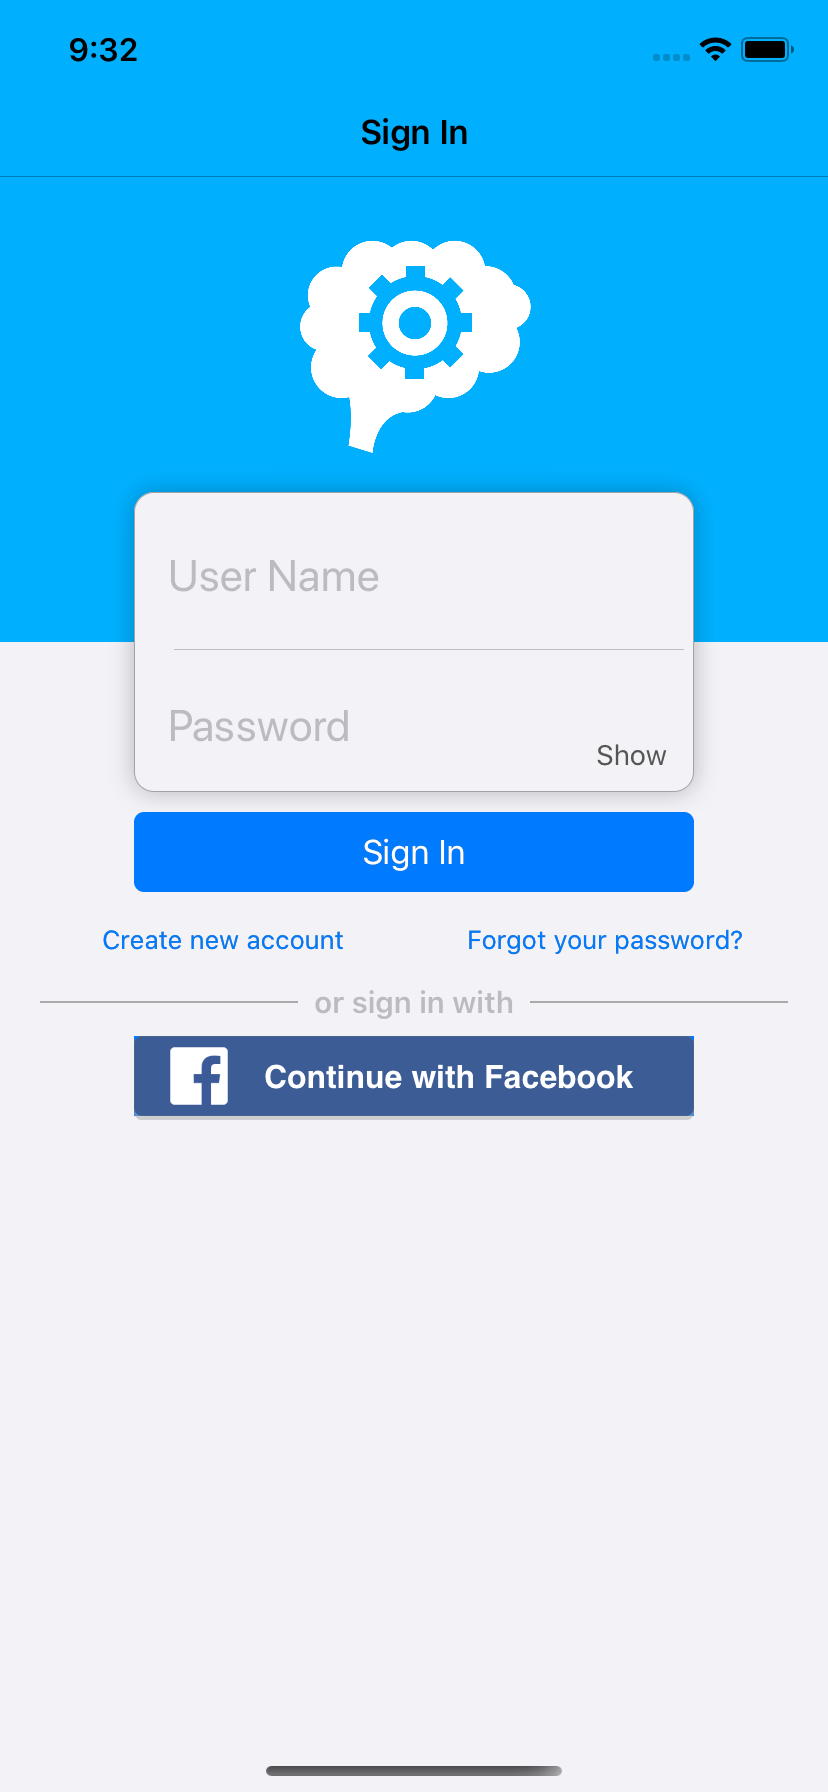 9:32
Sign In
User Name
Password
Show
Sign In
Create new account
Forgot your password?
or sign in with
Continue with Facebook